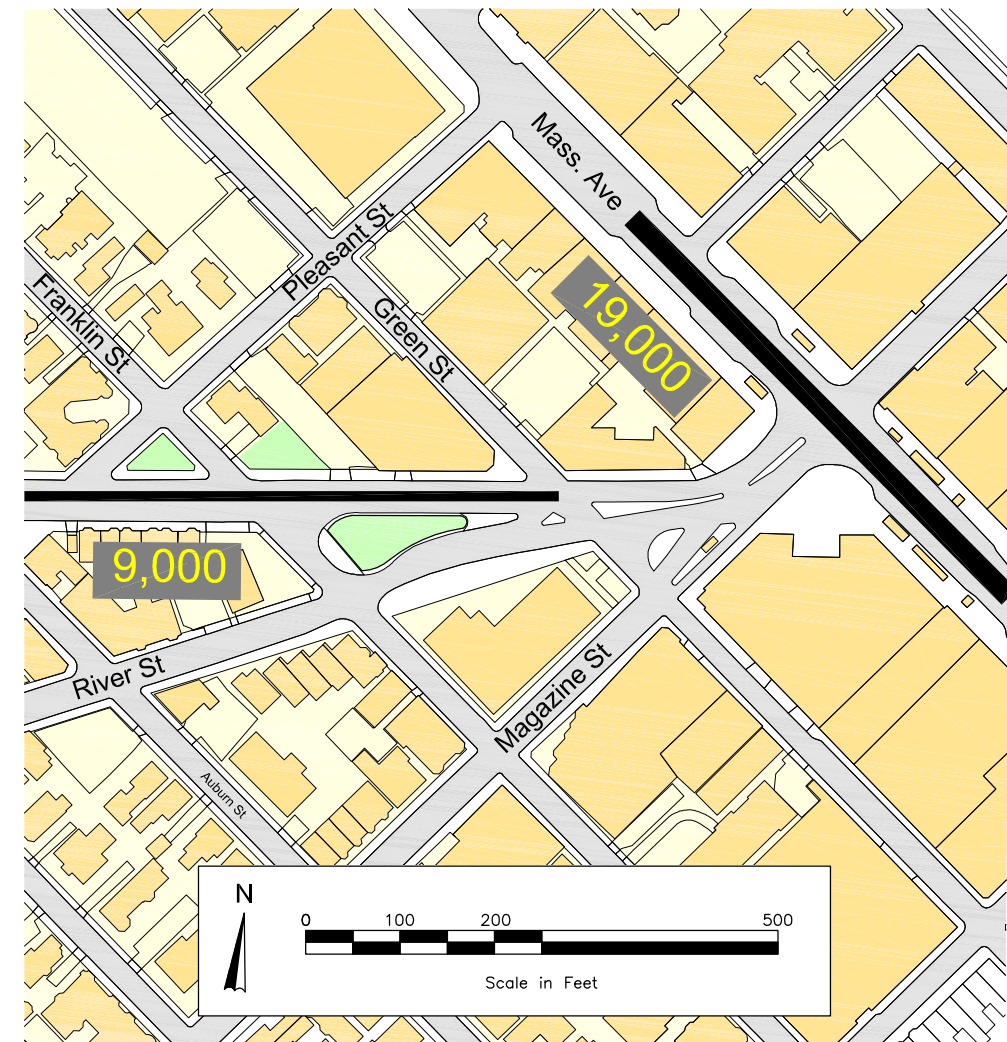 Mass. Ave
Pleasant St
Franklin St
Green St
19,000
9,000
River St
Magazine St
Auburn St
N
0 100 200 500
Scale in Feet